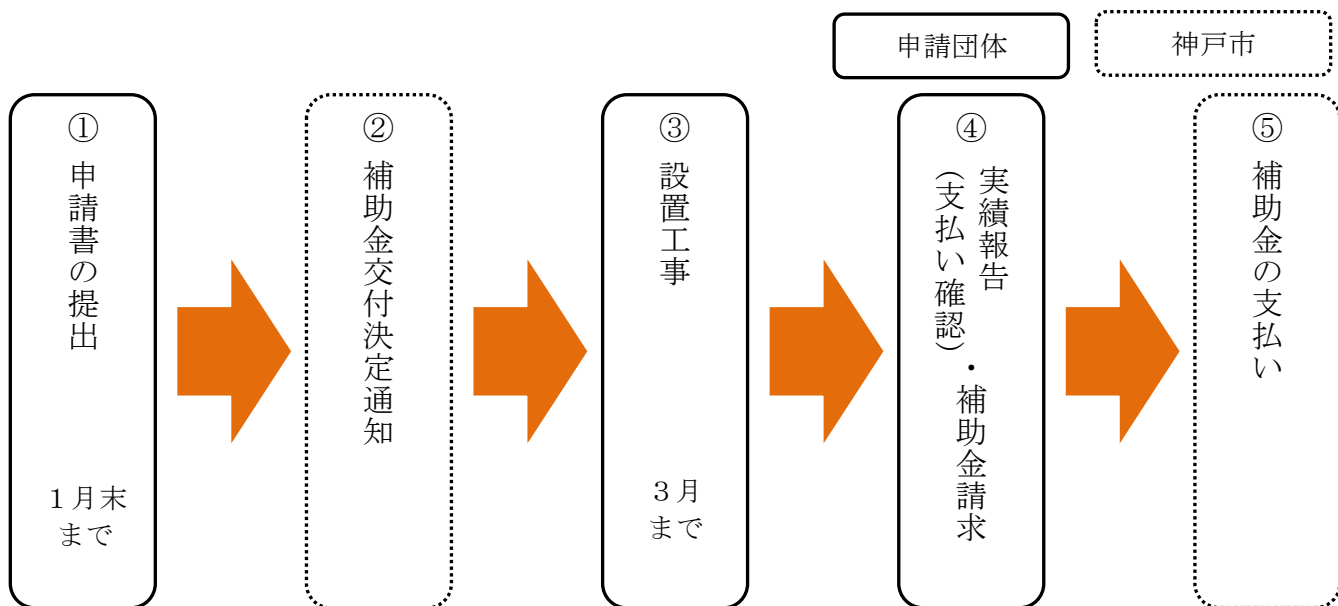 申請団体
神戸市
①
申請書の提出
１月末
まで
②
補助金交付決定通知
③
設置工事
３月
まで
④
実績報告
(支払い確認)・補助金請求
⑤
補助金の支払い